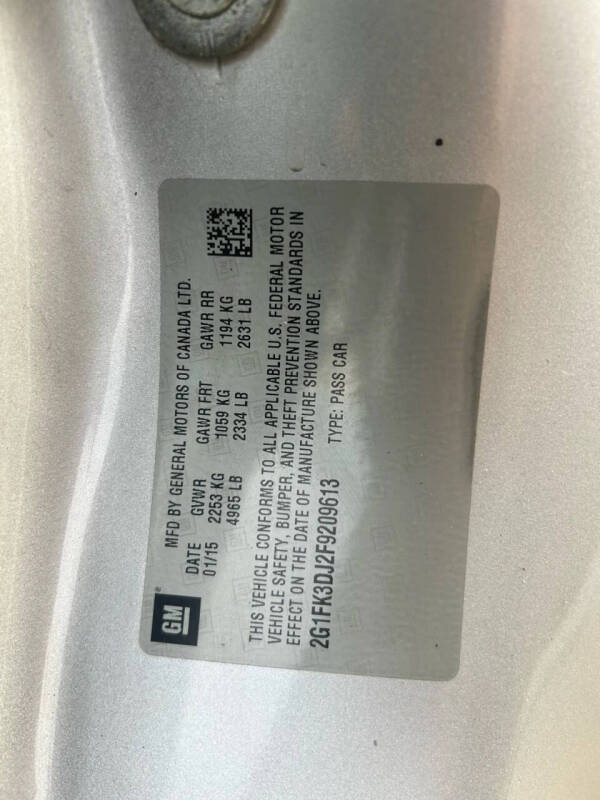 GM
®
MFD BY GENERAL MOTORS OF CANADA LTD.
DATE GVWR GAWR FRT GAWR RR
01/15 2253 KG 1059 KG 1194 KG
4965 LB 2334 LB 2631 LB
THIS VEHICLE CONFORMS TO ALL APPLICABLE U.S. FEDERAL MOTOR
VEHICLE SAFETY, BUMPER, AND THEFT PREVENTION STANDARDS IN
EFFECT ON THE DATE OF MANUFACTURE SHOWN ABOVE.
2G1FK3DJ2F9209613 TYPE: PASS CAR